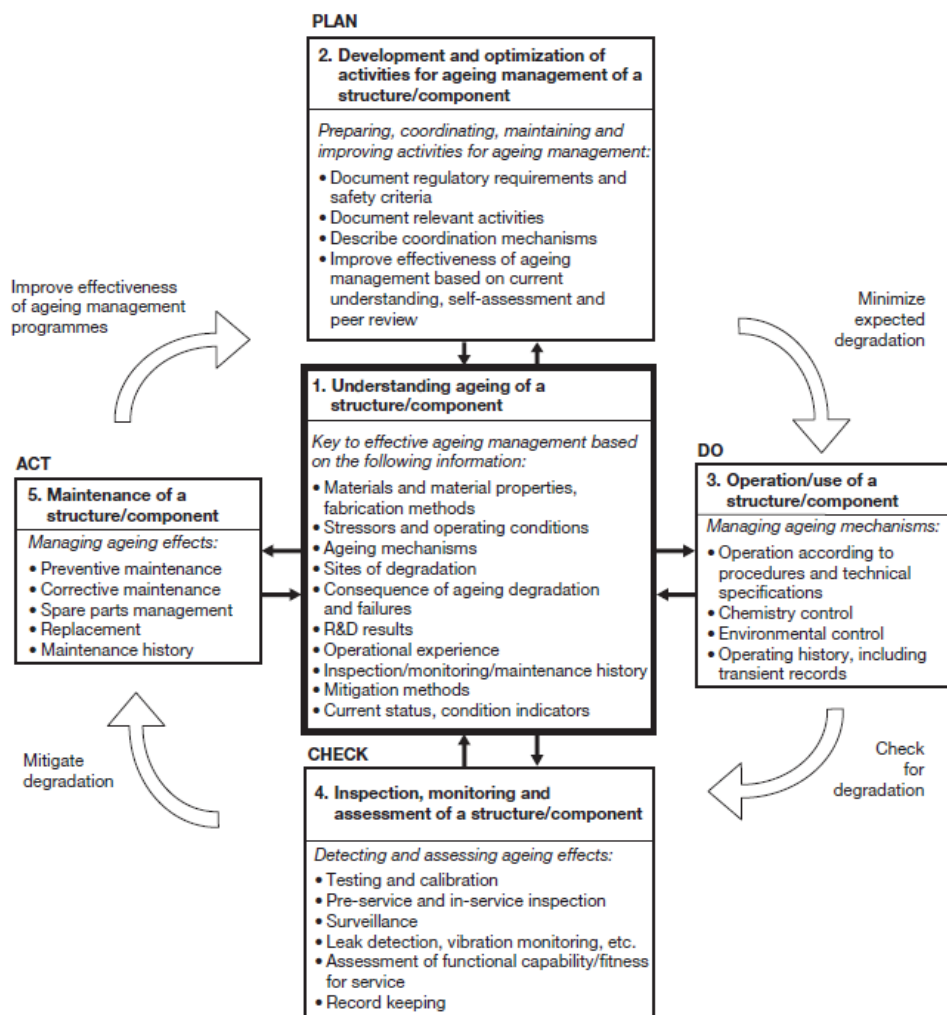 PLAN
2. Development and optimization of
activities for ageing management of a
structure/component
Preparing, coordinating, maintaining and
improving activities for ageing management:
• Document regulatory requirements and
safety criteria
• Document relevant activities
• Describe coordination mechanisms
• Improve effectiveness of ageing
management based on current
understanding, self-assessment and
peer review
Improve effectiveness
of ageing management
programmes
Minimize
expected
degradation
1. Understanding ageing of a
structure/component
Key to effective ageing management based
on the following information:
• Materials and material properties,
fabrication methods
• Stressors and operating conditions
• Ageing mechanisms
• Sites of degradation
• Consequence of ageing degradation
and failures
• R&D results
• Operational experience
• Inspection/monitoring/maintenance history
• Mitigation methods
• Current status, condition indicators
ACT
5. Maintenance of a
structure/component
Managing ageing effects:
• Preventive maintenance
• Corrective maintenance
• Spare parts management
• Replacement
• Maintenance history
DO
3. Operation/use of a
structure/component
Managing ageing mechanisms:
• Operation according to
procedures and technical
specifications
• Chemistry control
• Environmental control
• Operating history, including
transient records
Mitigate
degradation
Check
for
degradation
CHECK
4. Inspection, monitoring and
assessment of a structure/component
Detecting and assessing ageing effects:
• Testing and calibration
• Pre-service and in-service inspection
• Surveillance
• Leak detection, vibration monitoring, etc.
• Assessment of functional capability/fitness
for service
• Record keeping